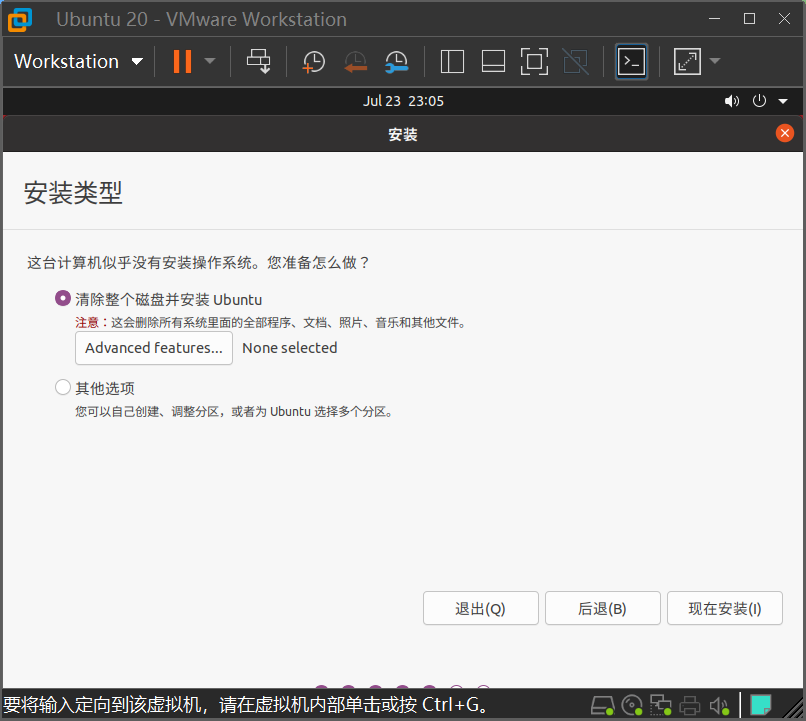 Ubuntu 20 - VMware Workstation
Workstation
Jul 23 23:05
安装
安装类型
这台计算机似乎没有安装操作系统。您准备怎么做？
清除整个磁盘并安装 Ubuntu
注意：这会删除所有系统里面的全部程序、文档、照片、音乐和其他文件。
Advanced features... None selected
其他选项
您可以自己创建、调整分区，或者为 Ubuntu 选择多个分区。
退出(Q) 后退(B) 现在安装(I)
要将输入定向到该虚拟机，请在虚拟机内部单击或按 Ctrl+G。